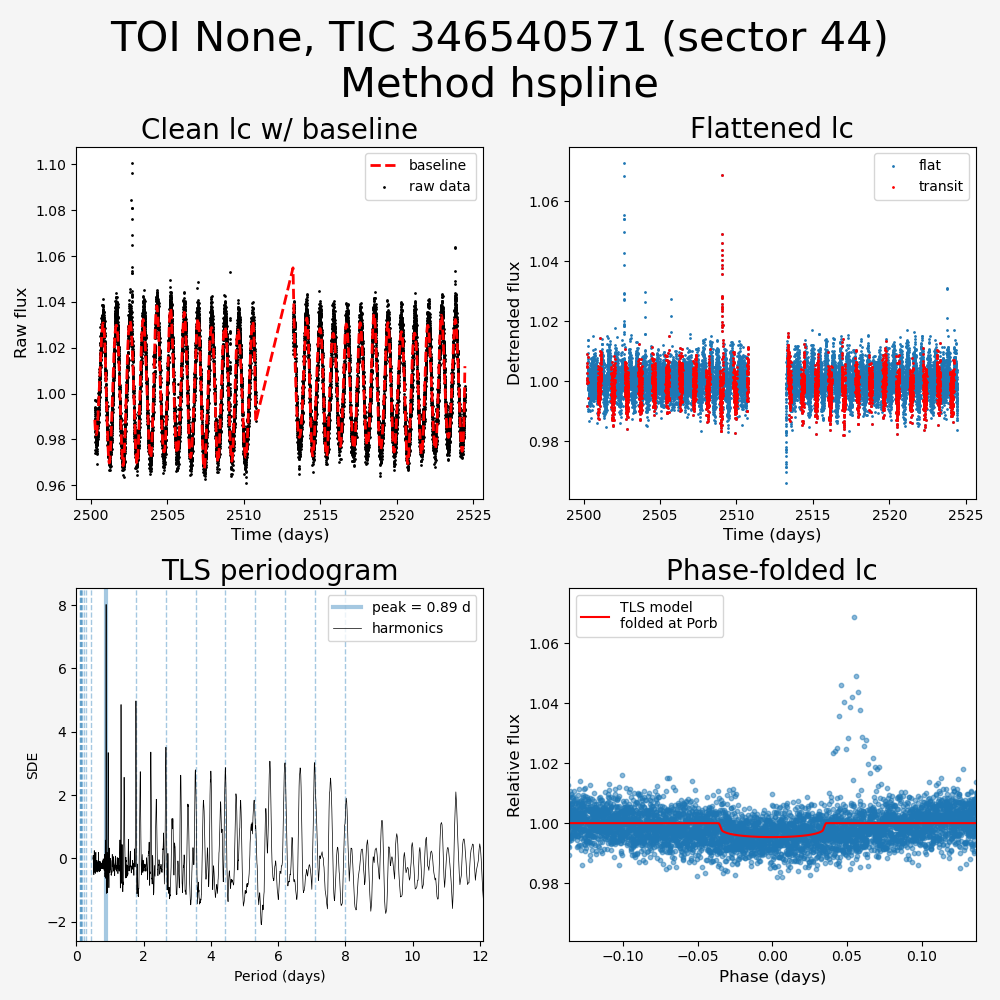 TOI None, TIC 346540571 (sector 44)
Method hspline
Clean lc w/ baseline
Raw flux
1.10
1.08
1.06
1.04
1.02
1.00
0.98
0.96
baseline
raw data
2500
2505
2510
2515
2520
2525
Time (days)
Flattened lc
Detrended flux
1.06
1.04
1.02
1.00
0.98
flat
transit
2500
2505
2510
2515
2520
2525
Time (days)
TLS periodogram
SDE
8
6
4
2
0
−2
peak = 0.89 d
harmonics
0
2
4
6
8
10
12
Period (days)
Phase-folded lc
Relative flux
1.06
1.04
1.02
1.00
0.98
TLS model
folded at Porb
−0.10
−0.05
0.00
0.05
0.10
Phase (days)